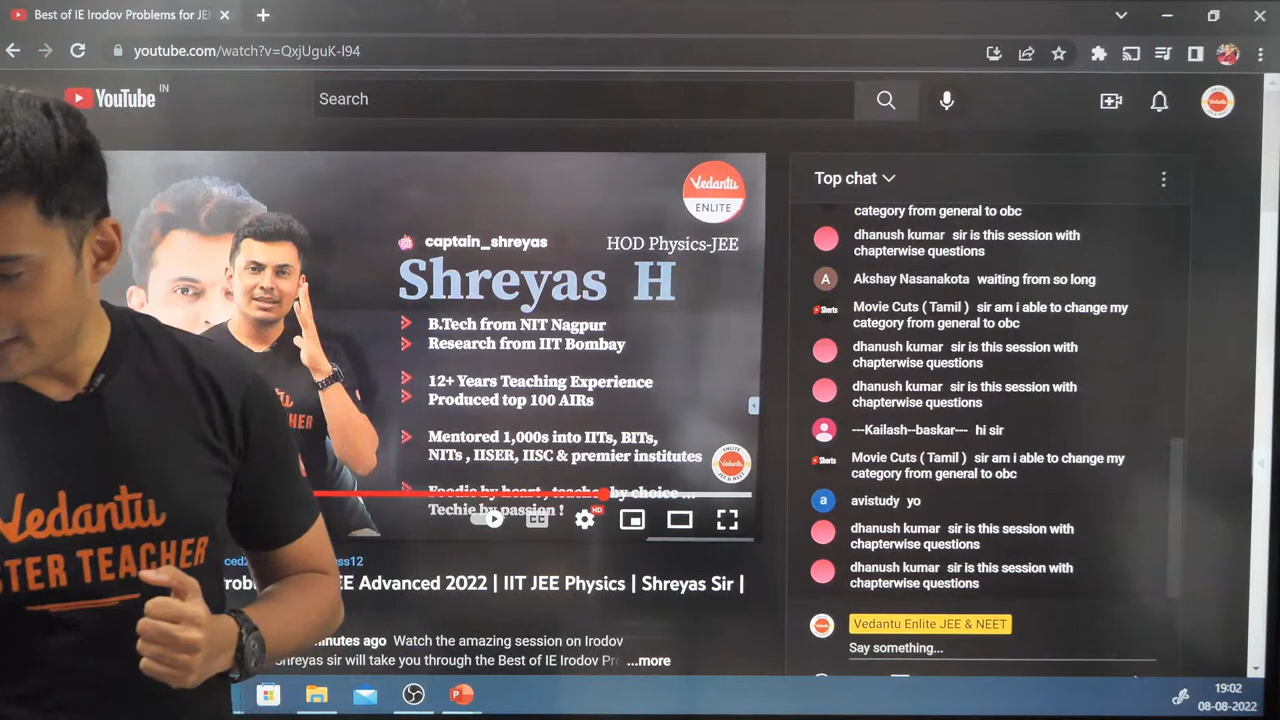 Best of IE Irodov Problems for JEI
youtube.com/watch?v=QxjUguK-I94
YouTube IN
Search
Vedantu
ENLITE
captain_shreyas
HOD Physics-JEE
Shreyas H
B.Tech from NIT Nagpur
Research from IIT Bombay
12+ Years Teaching Experience
Produced top 100 AIRs
Mentored 1,000s into IITs, BITs,
NITs , IISER, IISC & premier institutes
Foodie by heart , teacher by choice ...
Techie by passion !
HD
ced2
ss12
EE Advanced 2022 | IIT JEE Physics | Shreyas Sir |
minutes ago Watch the amazing session on Irodov
Shreyas sir will take you through the Best of IE Irodov Pr ...more
Top chat
category from general to obc
dhanush kumar sir is this session with
chapterwise questions
A Akshay Nasanakota waiting from so long
Shorts Movie Cuts ( Tamil ) sir am i able to change my
category from general to obc
dhanush kumar sir is this session with
chapterwise questions
dhanush kumar sir is this session with
chapterwise questions
---Kailash--baskar--- hi sir
Shorts Movie Cuts ( Tamil ) sir am i able to change my
category from general to obc
a avistudy yo
dhanush kumar sir is this session with
chapterwise questions
dhanush kumar sir is this session with
chapterwise questions
Vedantu Enlite JEE & NEET
Say something...
Vedantu
STER TEACHER
19:02
08-08-2022